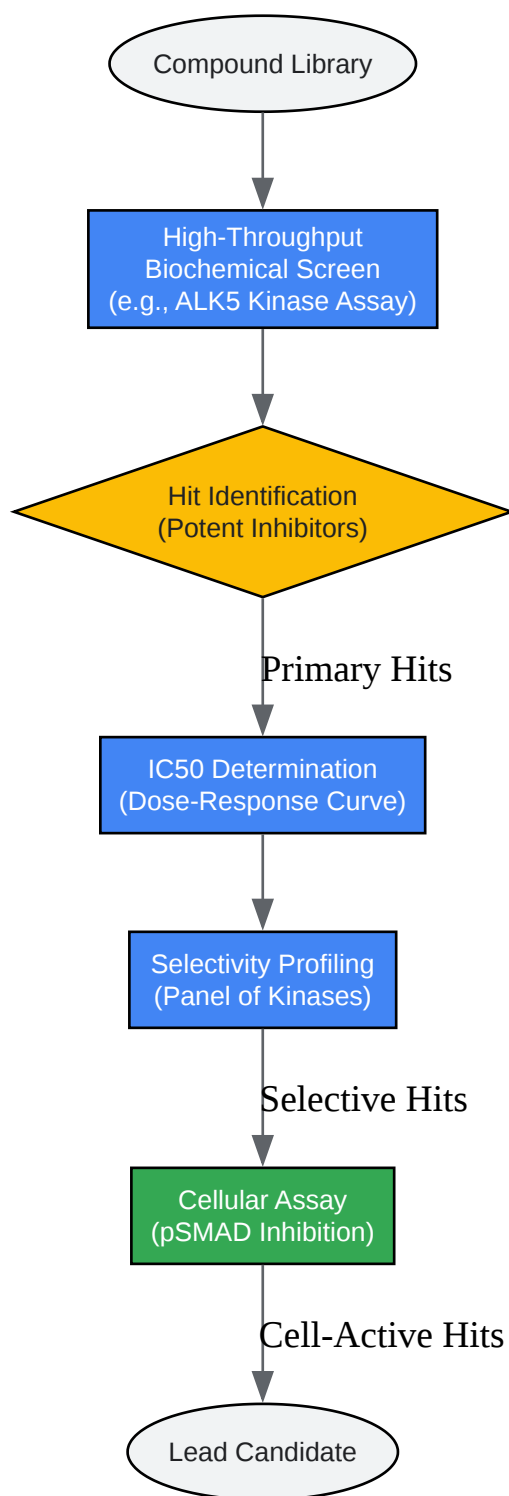 Compound Library
High-Throughput
Biochemical Screen
(e.g., ALK5 Kinase Assay)
Hit Identification
(Potent Inhibitors)
Primary Hits
IC50 Determination
(Dose-Response Curve)
Selectivity Profiling
(Panel of Kinases)
Selective Hits
Cellular Assay
(pSMAD Inhibition)
Cell-Active Hits
Lead Candidate